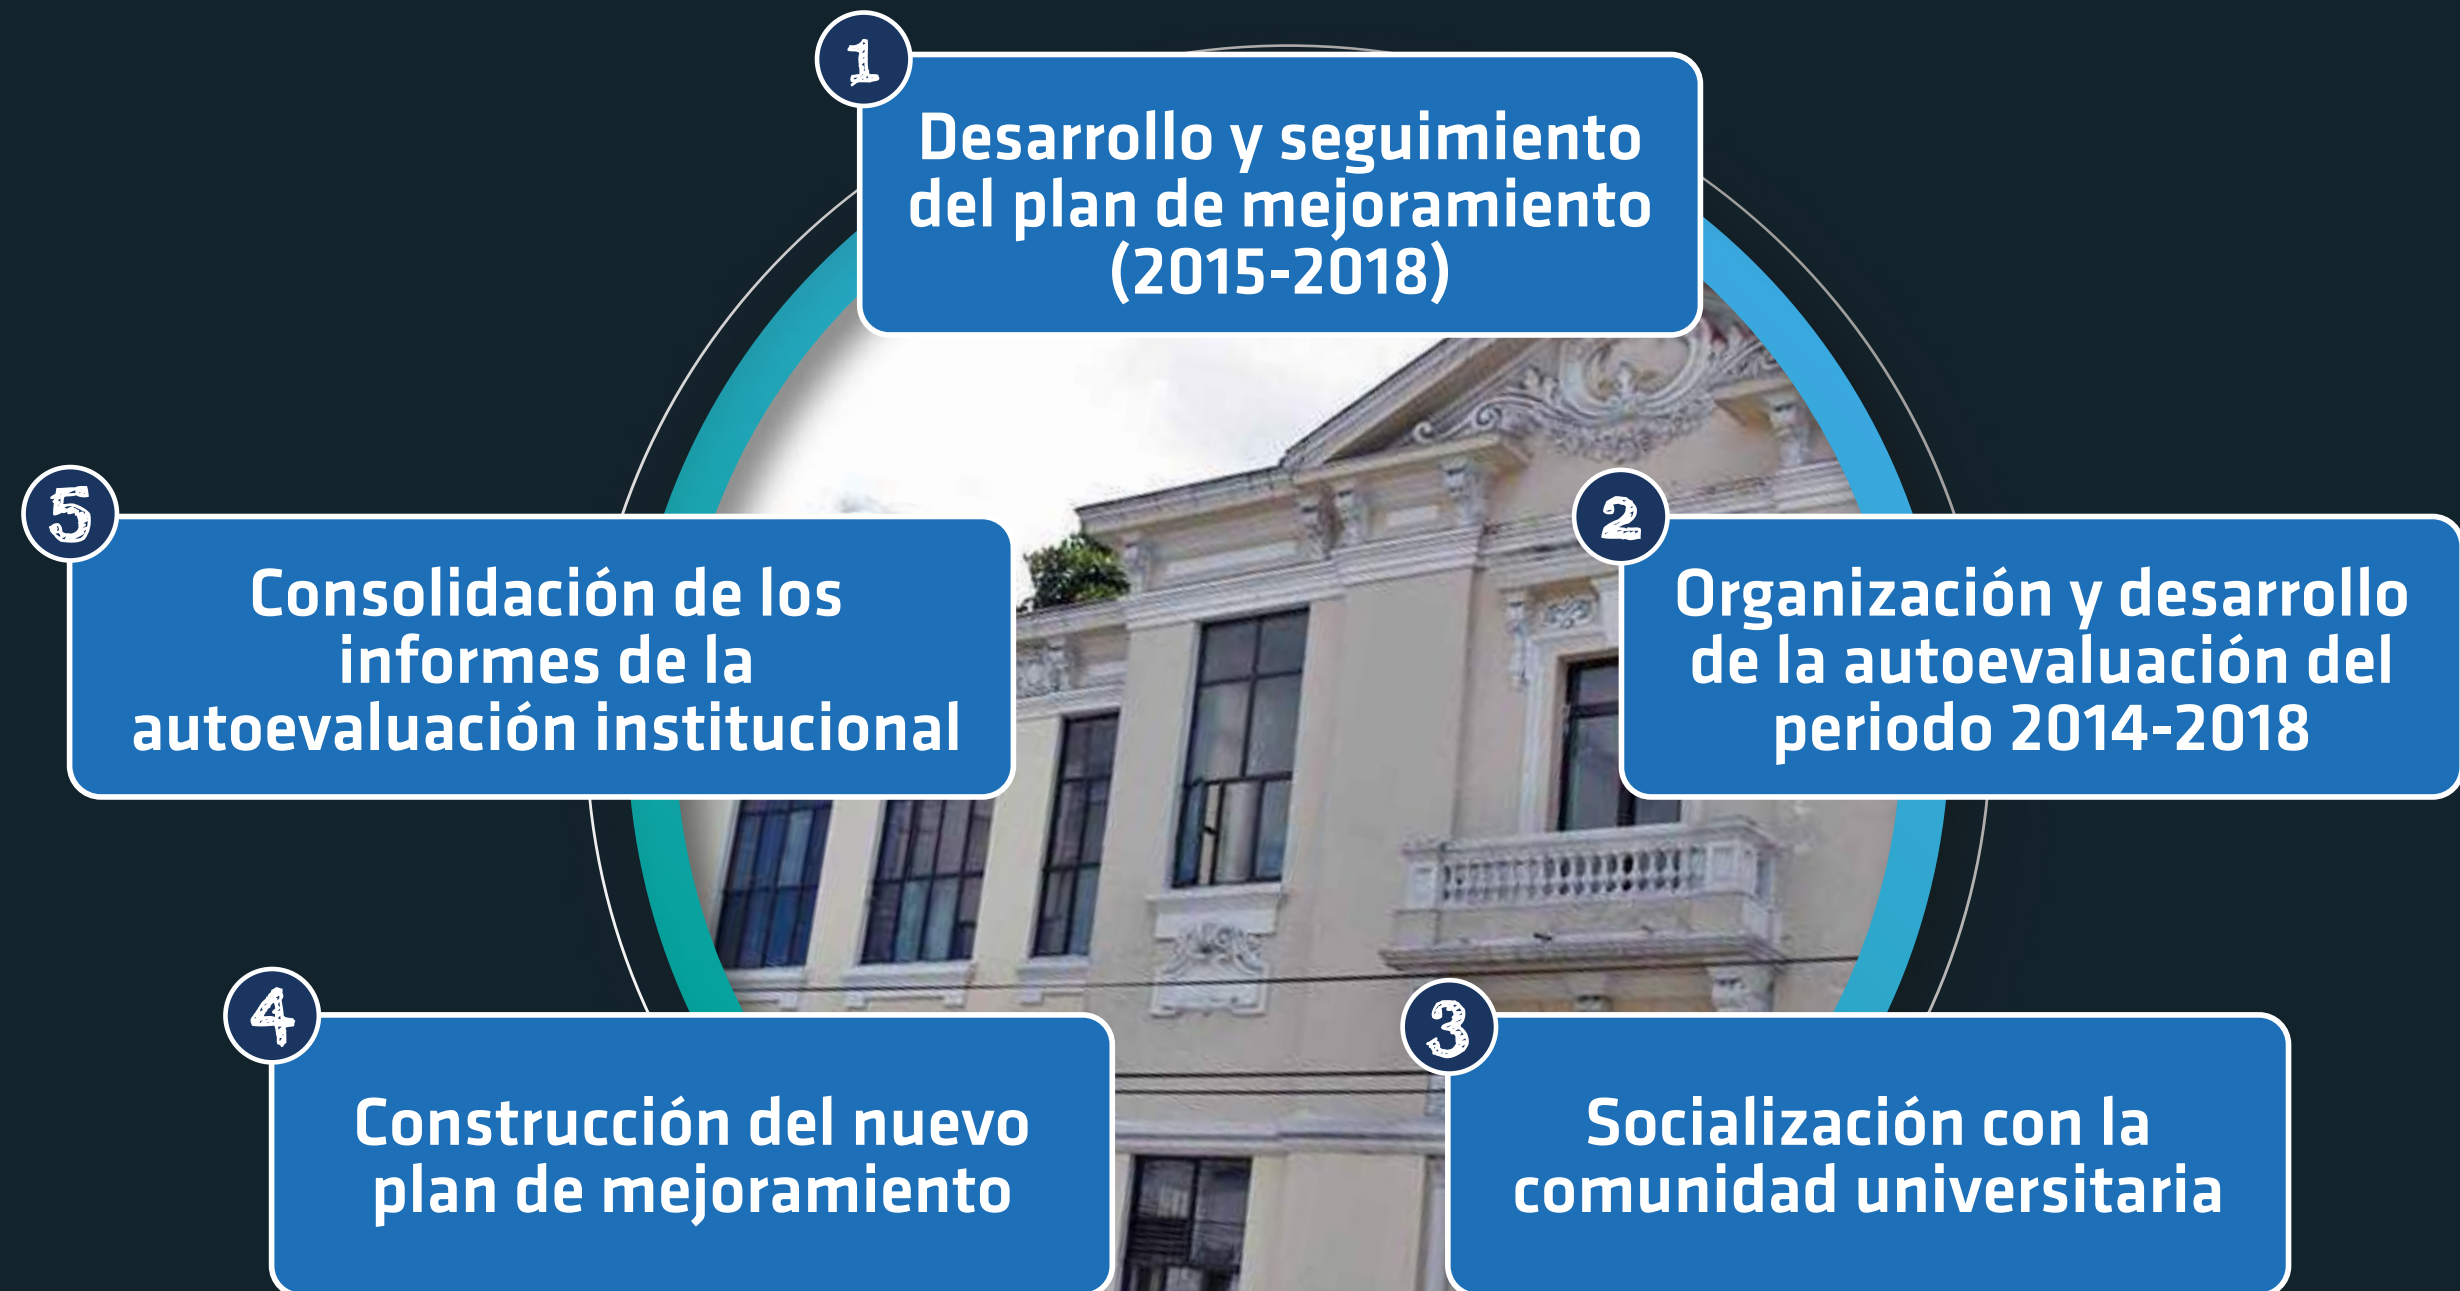 1
Desarrollo y seguimiento
del plan de mejoramiento
(2015-2018)
2
Organización y desarrollo
de la autoevaluación del
periodo 2014-2018
3
Socialización con la
comunidad universitaria
4
Construcción del nuevo
plan de mejoramiento
5
Consolidación de los
informes de la
autoevaluación institucional